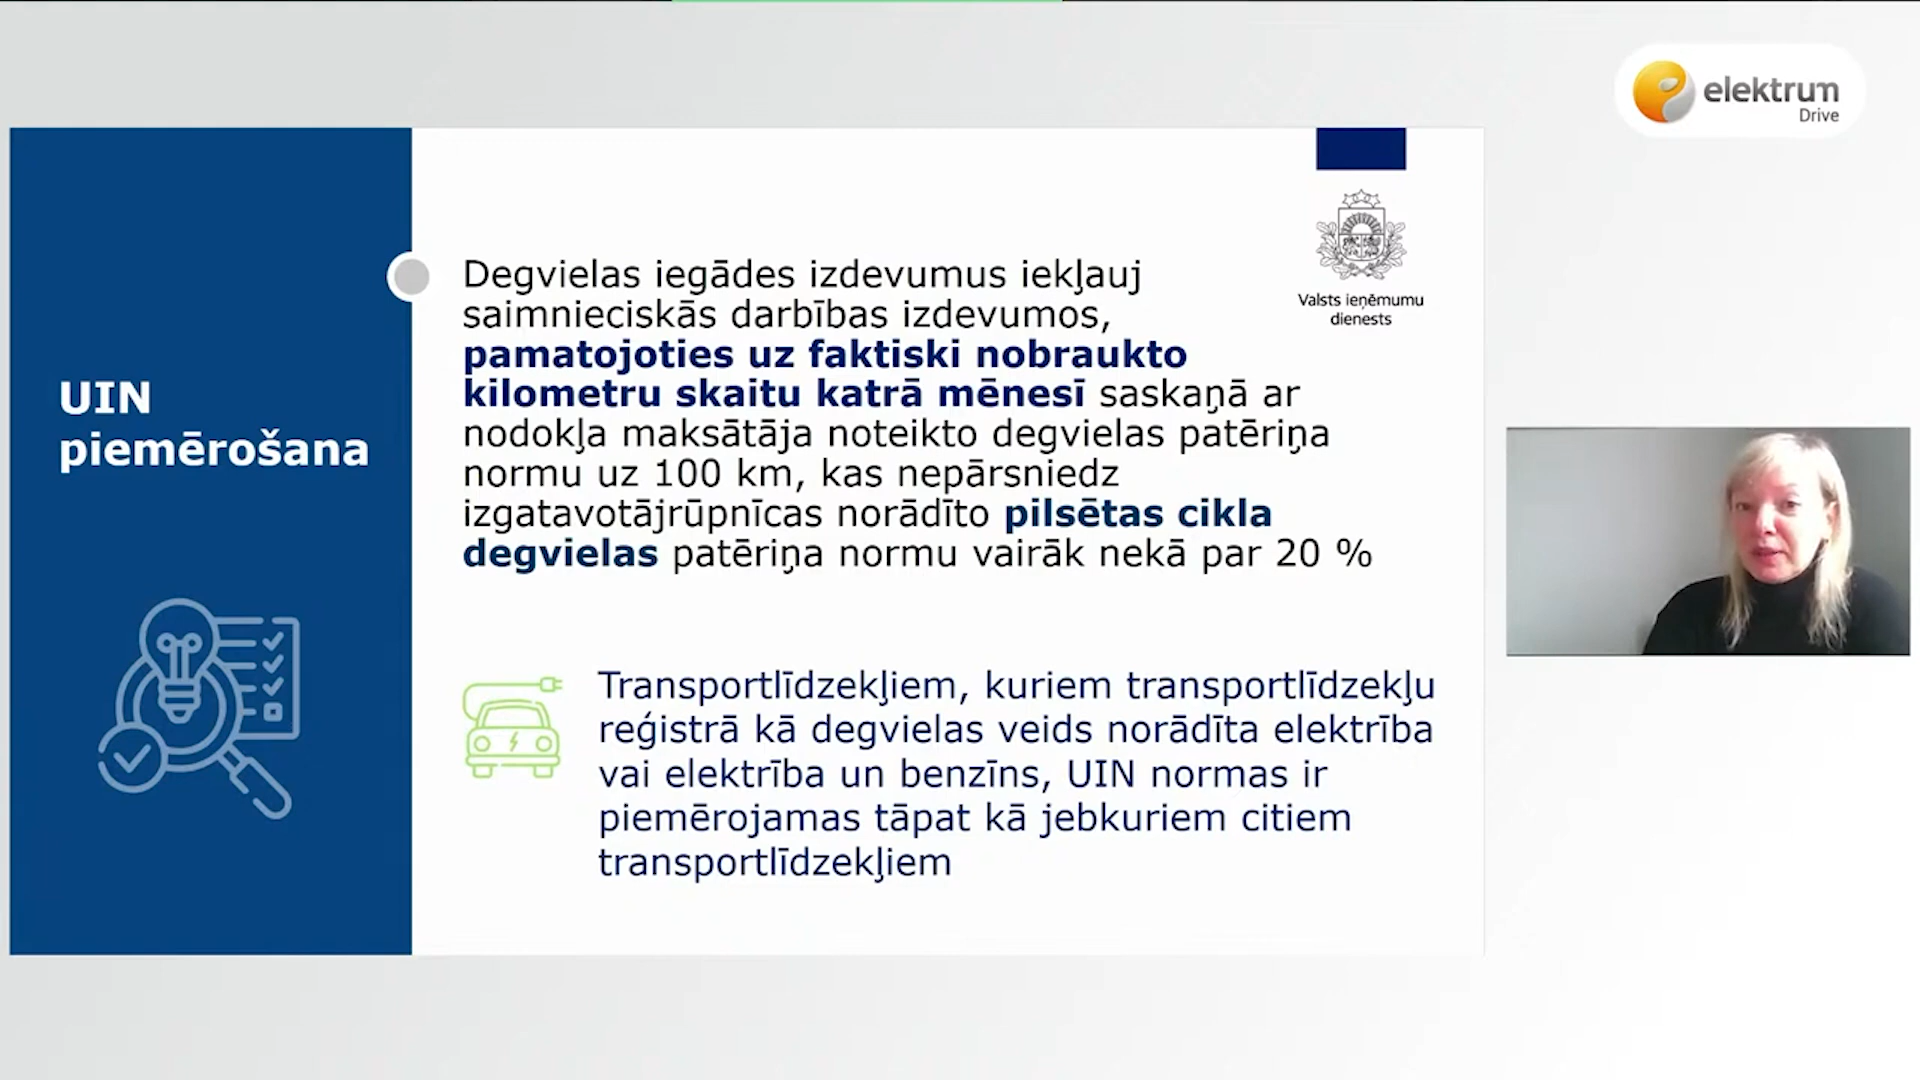 elektrum
Drive
Valsts ieņēmumu
dienests
UIN
piemērošana
Degvielas iegādes izdevumus iekļauj
saimnieciskās darbības izdevumos,
pamatojoties uz faktiski nobraukto
kilometru skaitu katrā mēnesī saskaņā ar
nodokļa maksātāja noteikto degvielas patēriņa
normu uz 100 km, kas nepārsniedz
izgatavotājrūpnīcas norādīto pilsētas cikla
degvielas patēriņa normu vairāk nekā par 20 %
Transportlīdzekļiem, kuriem transportlīdzekļu
reģistrā kā degvielas veids norādīta elektrība
vai elektrība un benzīns, UIN normas ir
piemērojamas tāpat kā jebkuriem citiem
transportlīdzekļiem